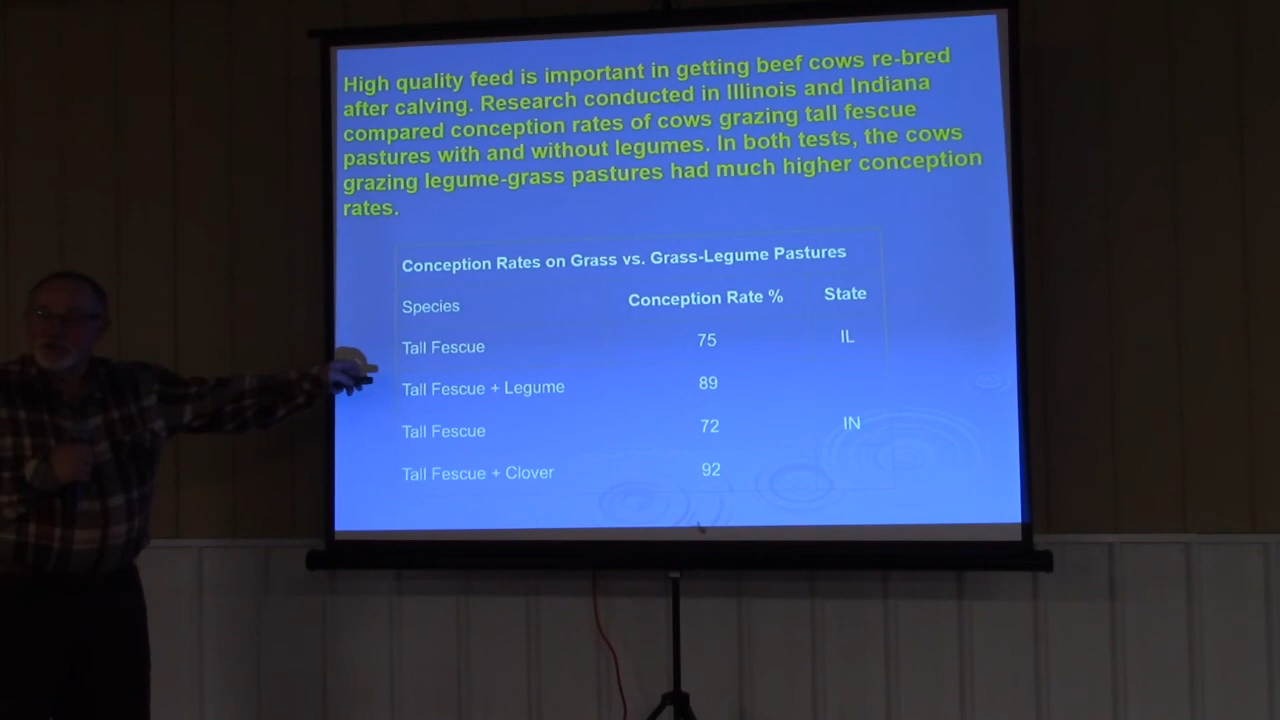 High quality feed is important in getting beef cows re-bred
after calving. Research conducted in Illinois and Indiana
compared conception rates of cows grazing tall fescue
pastures with and without legumes. In both tests, the cows
grazing legume-grass pastures had much higher conception
rates.
Conception Rates on Grass vs. Grass-Legume Pastures
Species Conception Rate % State
Tall Fescue 75 IL
Tall Fescue + Legume 89
Tall Fescue 72 IN
Tall Fescue + Clover 92